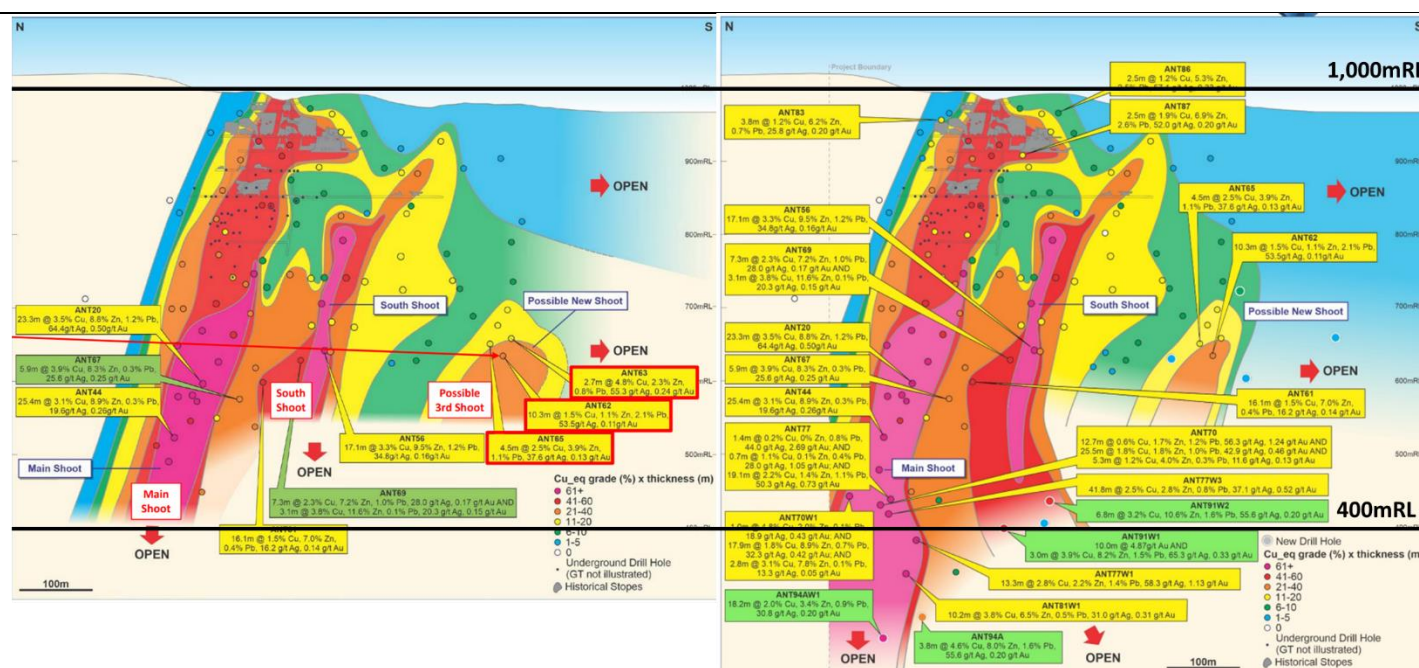 N
S
900mRL
800mRL
700mRL
600mRL
500mRL
OPEN
OPEN
South Shoot
Possible New Shoot
ANT20
23.3m @ 3.5% Cu, 8.8% Zn, 1.2% Pb,
64.4g/t Ag, 0.50g/t Au
ANT67
5.9m @ 3.9% Cu, 8.3% Zn, 0.3% Pb,
25.6 g/t Ag, 0.25 g/t Au
ANT44
25.4m @ 3.1% Cu, 8.9% Zn, 0.3% Pb,
19.6g/t Ag, 0.26g/t Au
South
Shoot
Possible
3rd Shoot
ANT63
2.7m @ 4.8% Cu, 2.3% Zn,
0.8% Pb, 55.3 g/t Ag, 0.24 g/t Au
ANT62
10.3m @ 1.5% Cu, 1.1% Zn, 2.1% Pb,
53.5g/t Ag, 0.11g/t Au
ANT65
4.5m @ 2.5% Cu, 3.9% Zn,
1.1% Pb, 37.6 g/t Ag, 0.13 g/t Au
ANT56
17.1m @ 3.3% Cu, 9.5% Zn, 1.2% Pb,
34.8g/t Ag, 0.16g/t Au
Main Shoot
Main
Shoot
OPEN
OPEN
ANT69
7.3m @ 2.3% Cu, 7.2% Zn, 1.0% Pb, 28.0 g/t Ag, 0.17 g/t Au AND
3.1m @ 3.8% Cu, 11.6% Zn, 0.1% Pb, 20.3 g/t Ag, 0.15 g/t Au
16.1m @ 1.5% Cu, 7.0% Zn,
0.4% Pb, 16.2 g/t Ag, 0.14 g/t Au
Cu_eq grade (%) x thickness (m)
61+
41-60
21-40
11-20
6-10
1-5
0
Underground Drill Hole
(GT not illustrated)
Historical Stopes
100m
N
S
Project Boundary
1,000mRL
ANT86
2.5m @ 1.2% Cu, 5.3% Zn,
ANT87
2.5m @ 1.9% Cu, 6.9% Zn,
2.6% Pb, 52.0 g/t Ag, 0.20 g/t Au
ANT83
3.8m @ 1.2% Cu, 6.2% Zn,
0.7% Pb, 25.8 g/t Ag, 0.20 g/t Au
900mRL
OPEN
800mRL
700mRL
600mRL
500mRL
ANT65
4.5m @ 2.5% Cu, 3.9% Zn,
1.1% Pb, 37.6 g/t Ag, 0.13 g/t Au
ANT62
10.3m @ 1.5% Cu, 1.1% Zn, 2.1% Pb,
53.5g/t Ag, 0.11g/t Au
ANT56
17.1m @ 3.3% Cu, 9.5% Zn, 1.2% Pb,
34.8g/t Ag, 0.16g/t Au
ANT69
7.3m @ 2.3% Cu, 7.2% Zn, 1.0% Pb,
28.0 g/t Ag, 0.17 g/t Au AND
3.1m @ 3.8% Cu, 11.6% Zn, 0.1% Pb,
20.3 g/t Ag, 0.15 g/t Au
South Shoot
Possible New Shoot
ANT20
23.3m @ 3.5% Cu, 8.8% Zn, 1.2% Pb,
64.4g/t Ag, 0.50g/t Au
ANT67
5.9m @ 3.9% Cu, 8.3% Zn, 0.3% Pb,
25.6 g/t Ag, 0.25 g/t Au
ANT44
25.4m @ 3.1% Cu, 8.9% Zn, 0.3% Pb,
19.6g/t Ag, 0.26g/t Au
OPEN
ANT61
16.1m @ 1.5% Cu, 7.0% Zn,
0.4% Pb, 16.2 g/t Ag, 0.14 g/t Au
ANT77
1.4m @ 0.2% Cu, 0% Zn, 0.8% Pb,
44.0 g/t Ag, 2.69 g/t Au; AND
0.7m @ 1.1% Cu, 0.1% Zn, 0.4% Pb,
28.0 g/t Ag, 1.05 g/t Au; AND
19.1m @ 2.2% Cu, 1.4% Zn, 1.1% Pb,
50.3 g/t Ag, 0.73 g/t Au
Main Shoot
ANT70
12.7m @ 0.6% Cu, 1.7% Zn, 1.2% Pb, 56.3 g/t Ag, 1.24 g/t Au AND
25.5m @ 1.8% Cu, 1.8% Zn, 1.0% Pb, 42.9 g/t Ag, 0.46 g/t Au AND
5.3m @ 1.2% Cu, 4.0% Zn, 0.3% Pb, 11.6 g/t Ag, 0.13 g/t Au
ANT77W3
41.8m @ 2.5% Cu, 2.8% Zn, 0.8% Pb, 37.1 g/t Ag, 0.52 g/t Au
ANT91W2
6.8m @ 3.2% Cu, 10.6% Zn, 1.6% Pb, 55.6 g/t Ag, 0.20 g/t Au
400mRL
ANT70W1
18.9 g/t Ag, 0.43 g/t Au; AND
17.9m @ 1.8% Cu, 8.9% Zn, 0.7% Pb,
32.3 g/t Ag, 0.42 g/t Au; AND
2.8m @ 3.1% Cu, 7.8% Zn, 0.1% Pb,
13.3 g/t Ag, 0.05 g/t Au
ANT91W1
10.0m @ 4.87g/t Au AND
3.0m @ 3.9% Cu, 8.2% Zn, 1.5% Pb, 65.3 g/t Ag, 0.33 g/t Au
ANT77W1
13.3m @ 2.8% Cu, 2.2% Zn, 1.4% Pb, 58.3 g/t Ag, 1.13 g/t Au
ANT81W1
10.2m @ 3.8% Cu, 6.5% Zn, 0.5% Pb, 31.0 g/t Ag, 0.31 g/t Au
ANT94AW1
18.2m @ 2.0% Cu, 3.4% Zn, 0.9% Pb,
30.8 g/t Ag, 0.20 g/t Au
ANT94A
3.8m @ 4.6% Cu, 8.0% Zn, 1.6% Pb,
55.6 g/t Ag, 0.20 g/t Au
OPEN
OPEN
New Drill Hole
Cu_eq grade (%) x thickness (m)
61+
41-60
21-40
11-20
6-10
1-5
0
Underground Drill Hole
(GT not illustrated)
Historical Stopes
100m